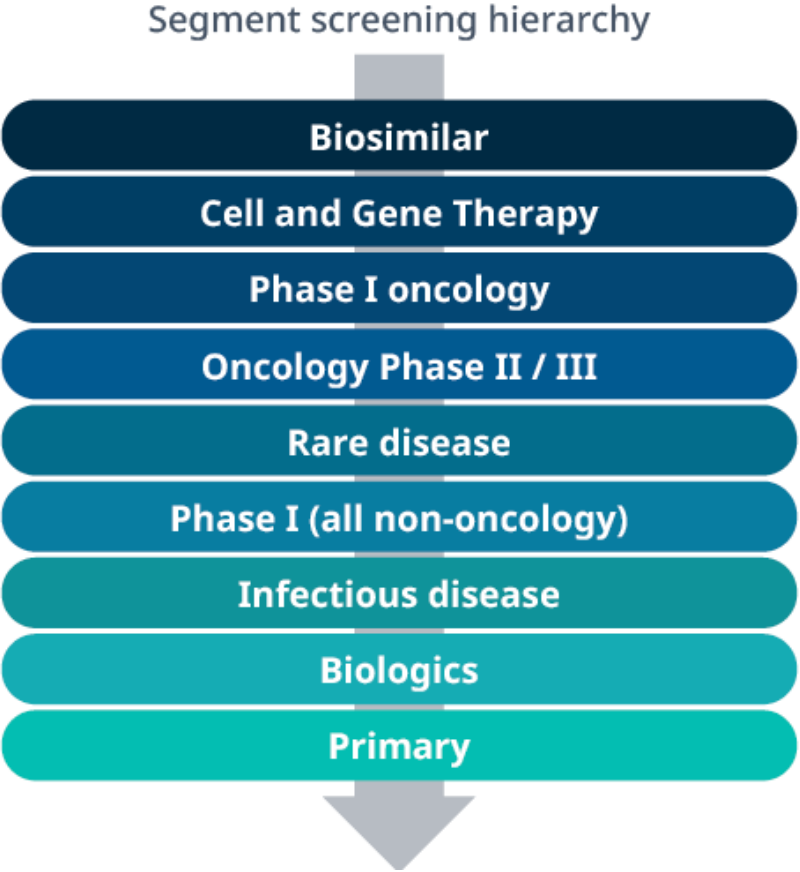 Segment screening hierarchy
Biosimilar
Cell and Gene Therapy
Phase I oncology
Oncology Phase II / III
Rare disease
Phase I (all non-oncology)
Infectious disease
Biologics
Primary